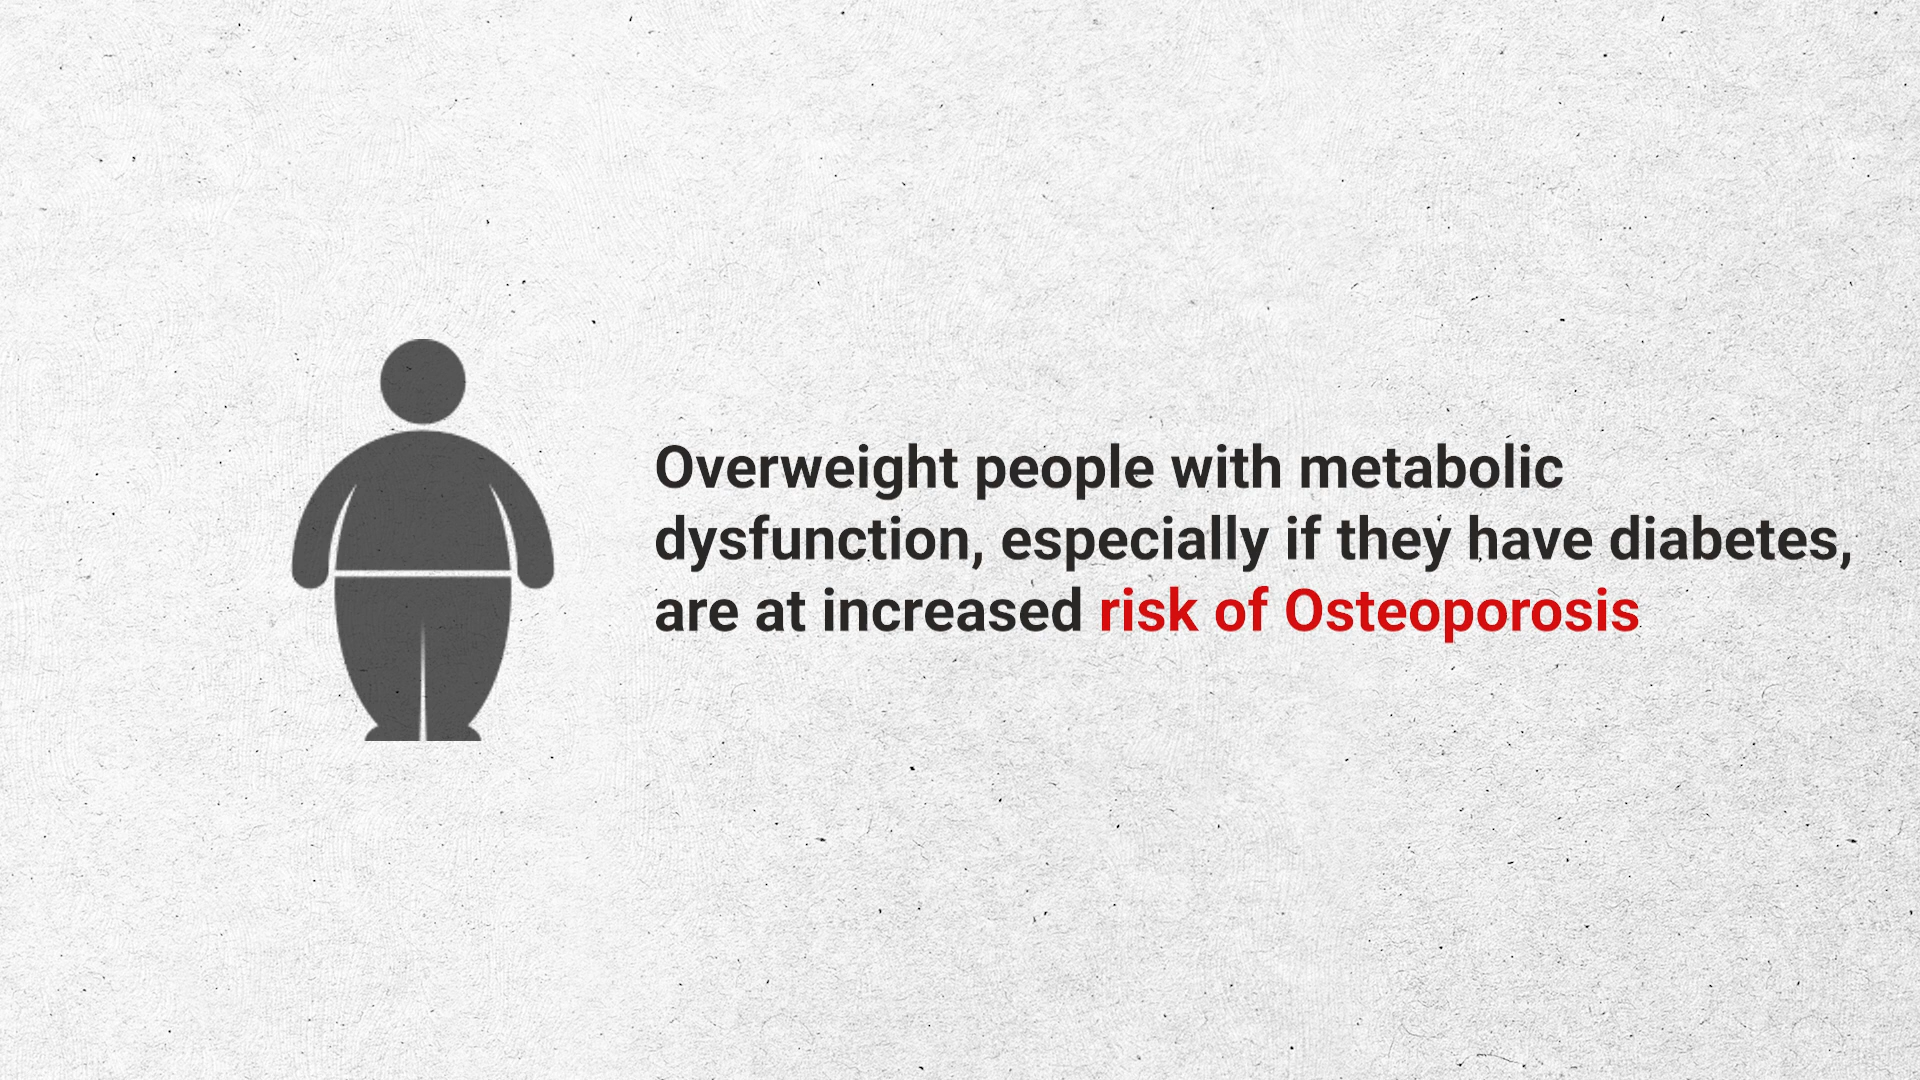 Overweight people with metabolic
dysfunction, especially if they have diabetes,
are at increased risk of Osteoporosis